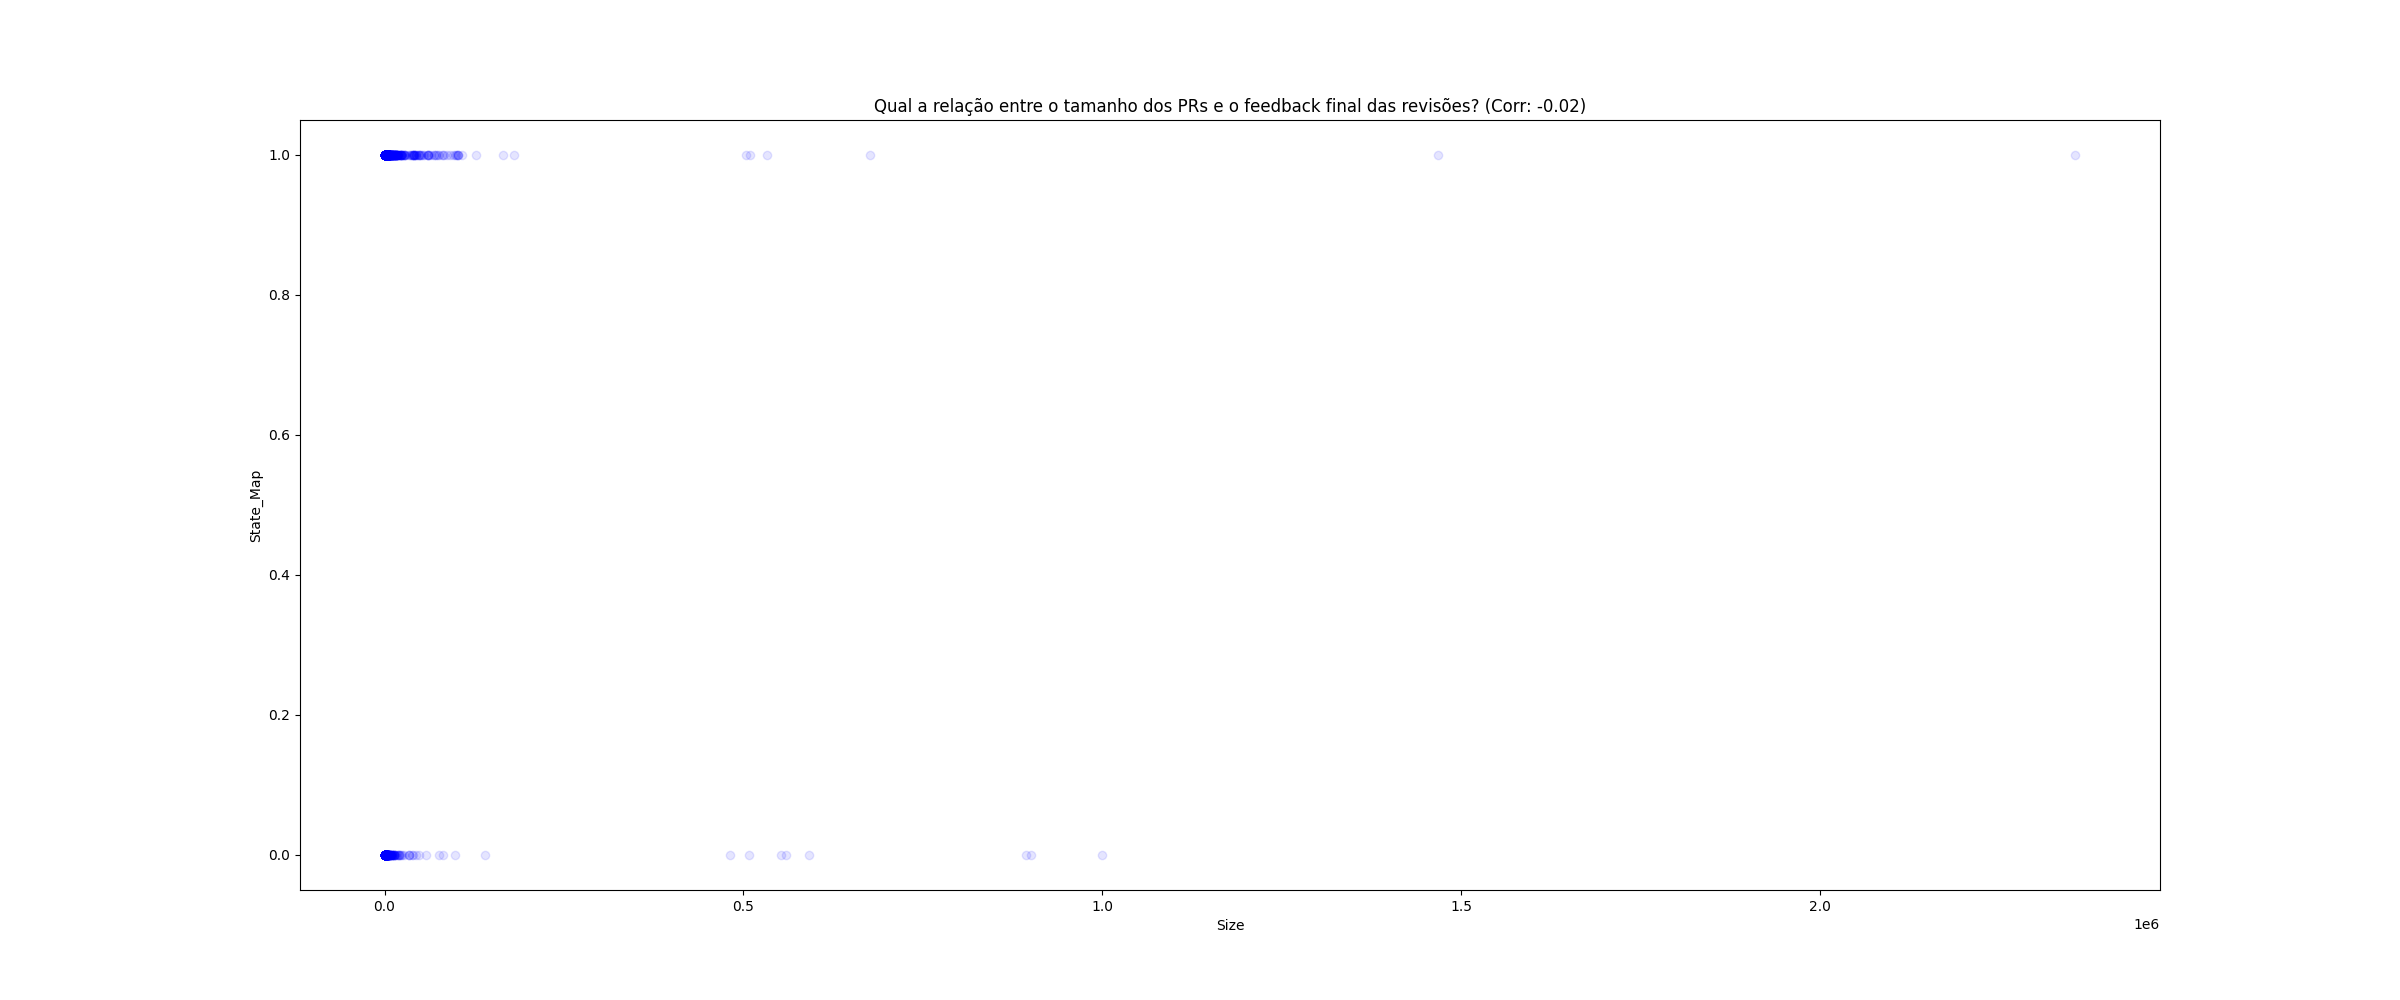 Qual a relação entre o tamanho dos PRs e o feedback final das revisões? (Corr: -0.02)
1.0
0.8
0.6
0.4
0.2
0.0
State_Map
0.0 0.5 1.0 1.5 2.0
Size
1e6